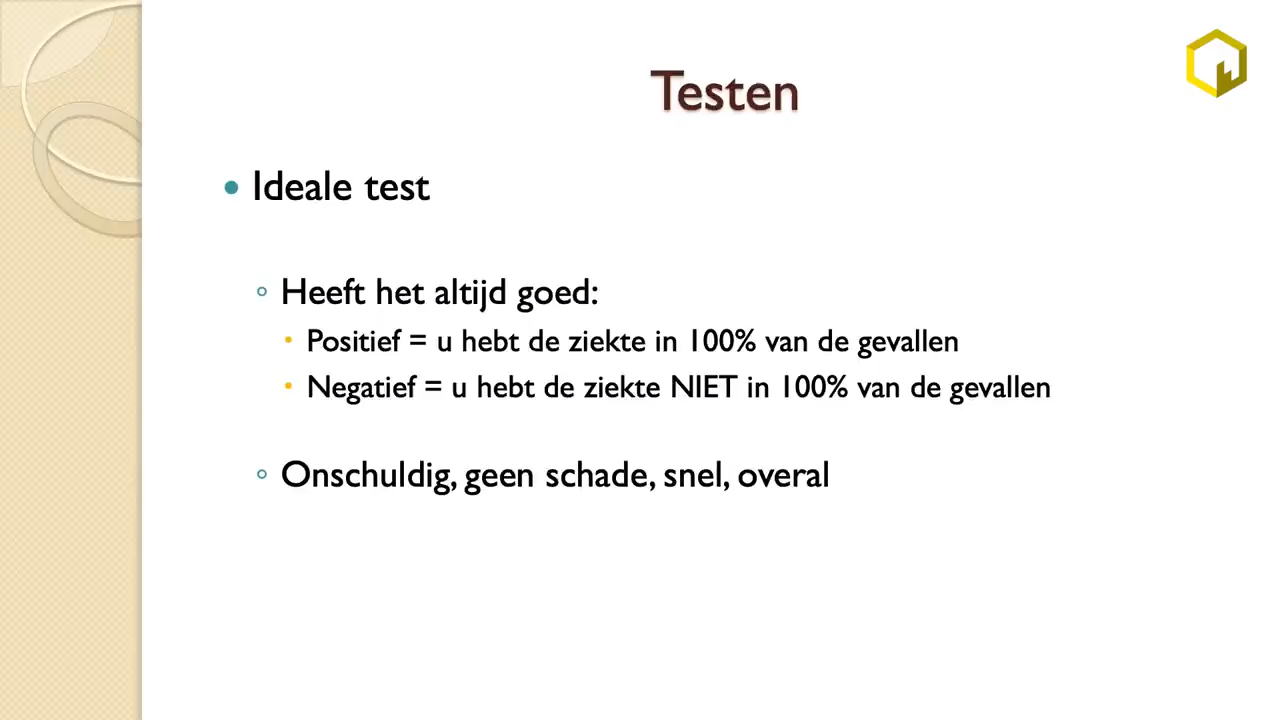 Testen
Ideale test
Heeft het altijd goed:
Positief = u hebt de ziekte in 100% van de gevallen
Negatief = u hebt de ziekte NIET in 100% van de gevallen
Onschuldig, geen schade, snel, overal